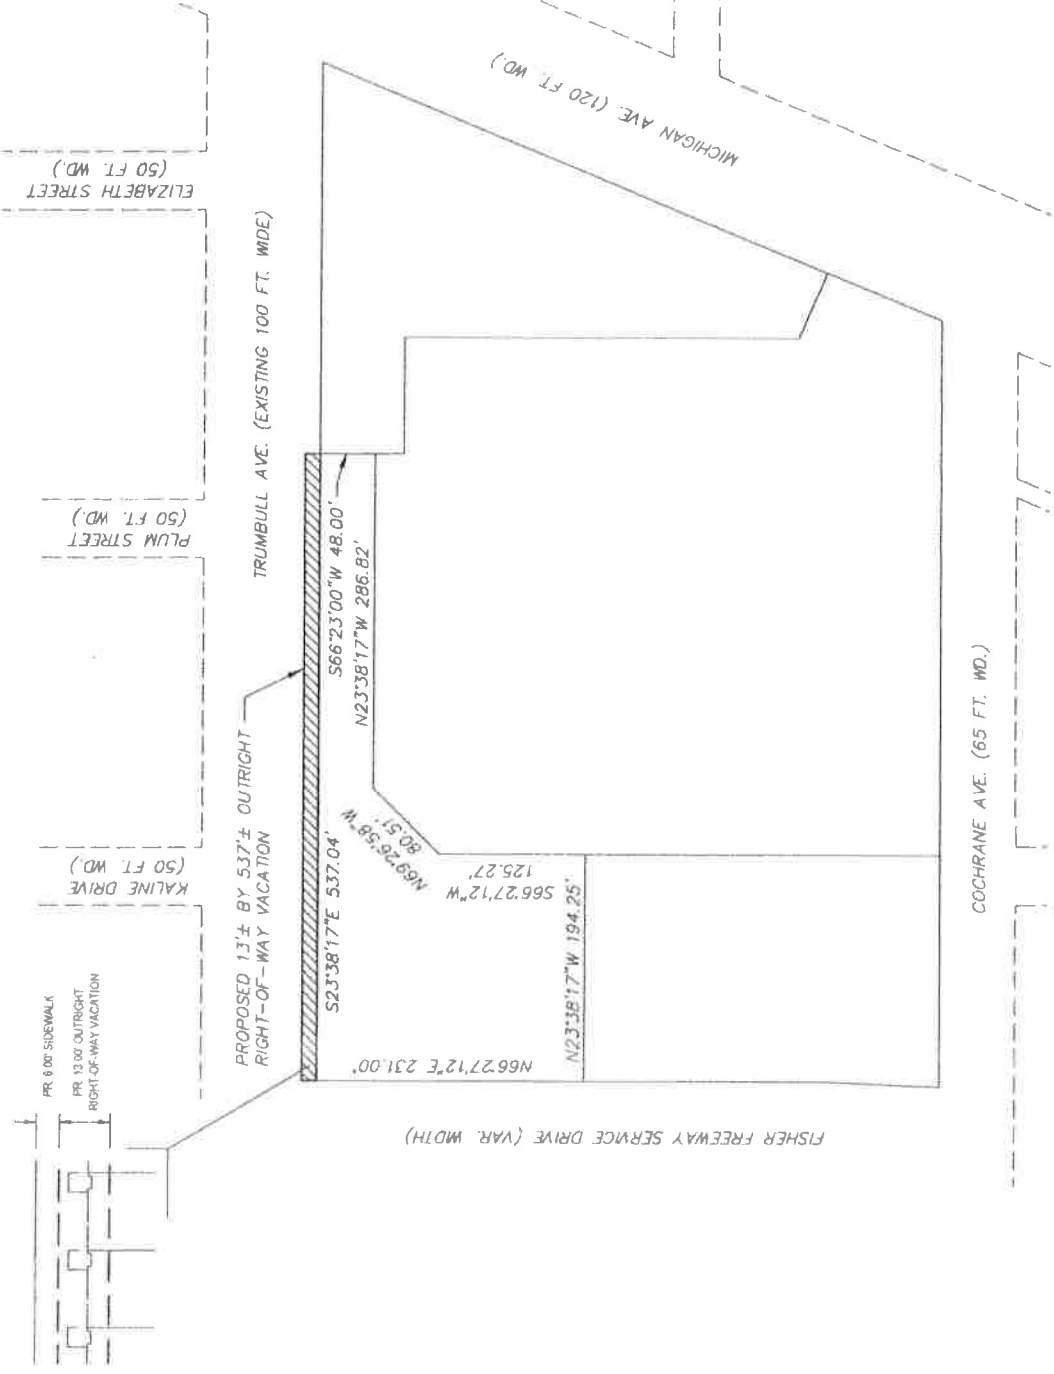 MICHIGAN AVE. (120 FT. WD.)
ELIZABETH STREET
(50 FT. WD.)
TRUMBULL AVE. (EXISTING 100 FT. WIDE)
PLUM STREET
(50 FT. WD.)
S66°23'00"W 48.00'
N23°38'17"W 286.82'
PROPOSED 13'± BY 537'± OUTRIGHT
RIGHT-OF-WAY VACATION
KALINE DRIVE
(50 FT. WD.)
S23°38'17"E 537.04'
N69°26'58"W
80.51'
S66°27'12"W
125.27'
N23°38'17"W 194.25'
N66°27'12"E 231.00'
COCHRANE AVE. (65 FT. WD.)
FISHER FREEWAY SERVICE DRIVE (VAR. WIDTH)
PR. 6.00' SIDEWALK
PR. 13.00' OUTRIGHT
RIGHT-OF-WAY VACATION